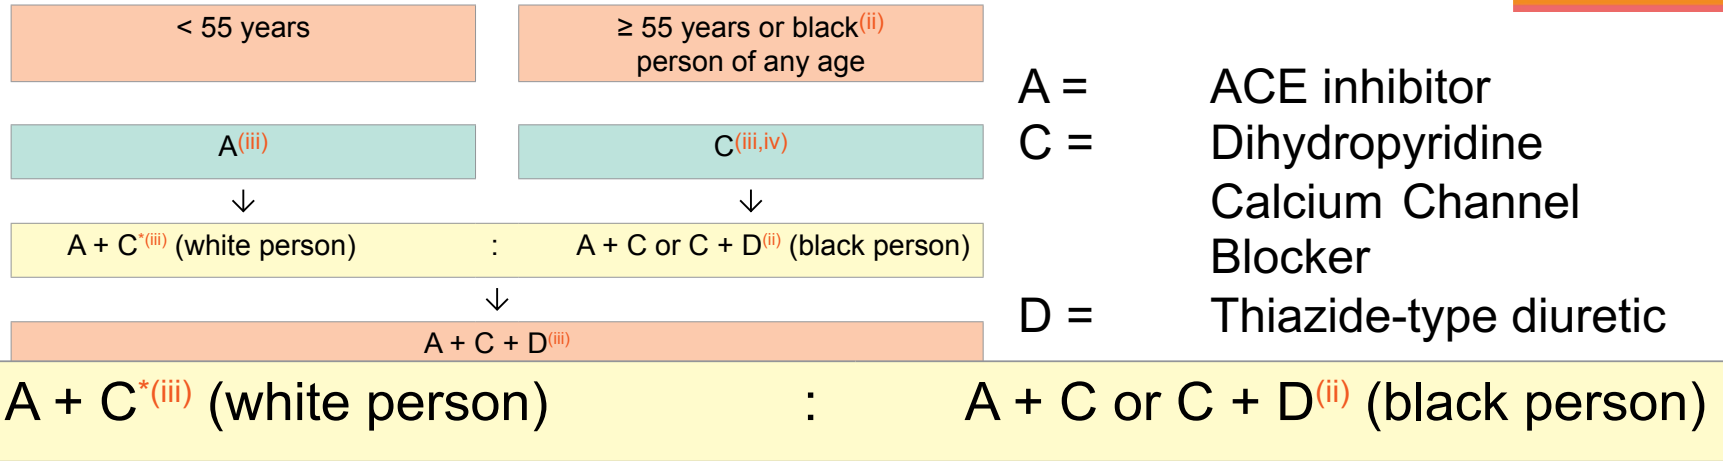 < 55 years
≥ 55 years or black(ii)
person of any age
A(iii)
C(iii,iv)
↓ ↓
A + C*(iii) (white person) : A + C or C + D(ii) (black person)
↓
A + C + D(iii)
A = ACE inhibitor
C = Dihydropyridine
Calcium Channel
Blocker
D = Thiazide-type diuretic
A + C*(iii) (white person) : A + C or C + D(ii) (black person)